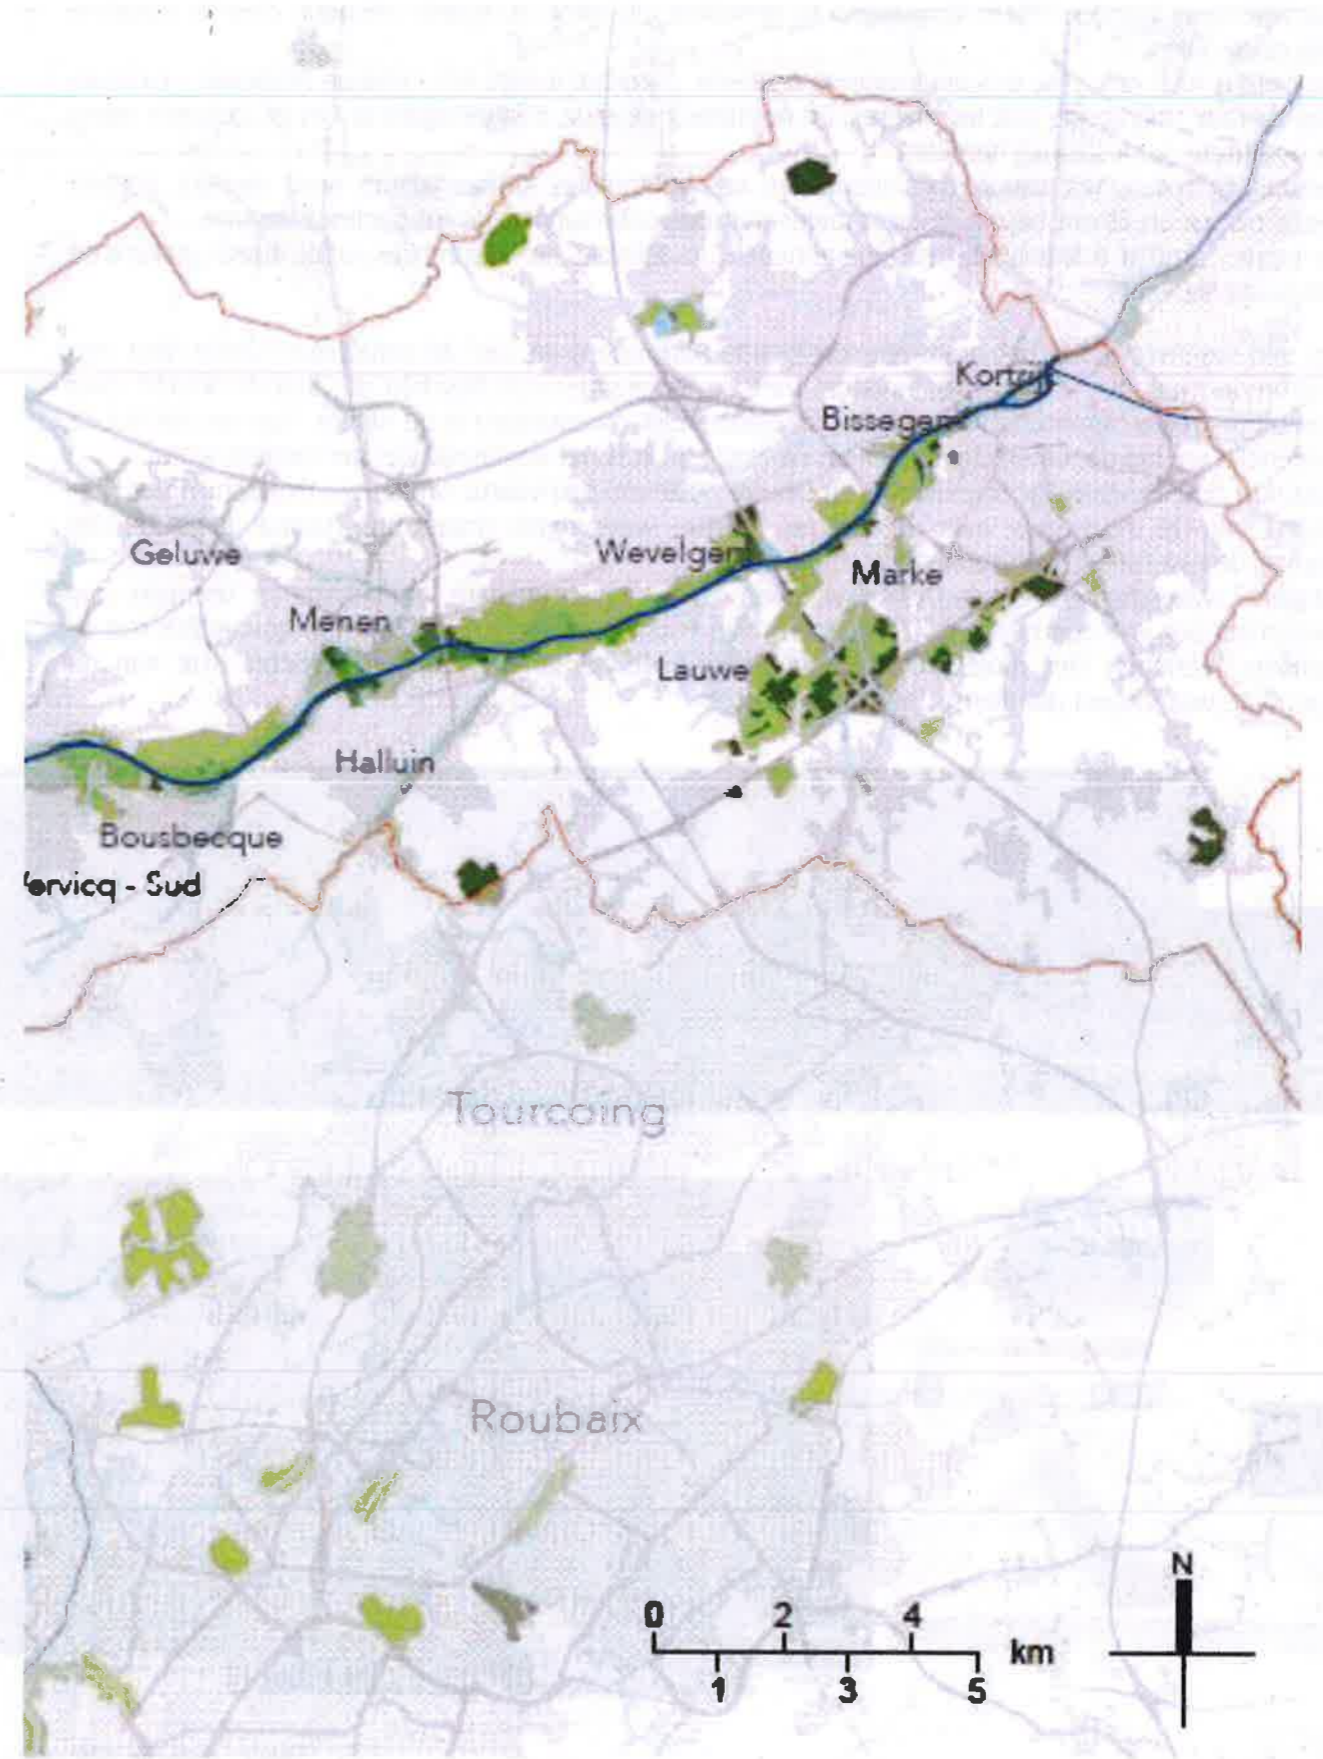 Kortrijk
Bissegem
Geluwe
Wevelgem
Marke
Menen
Lauwe
Halluin
Bousbecque
Wervicq - Sud
Tourcoing
Roubaix
N
0 2 4
km
1 3 5